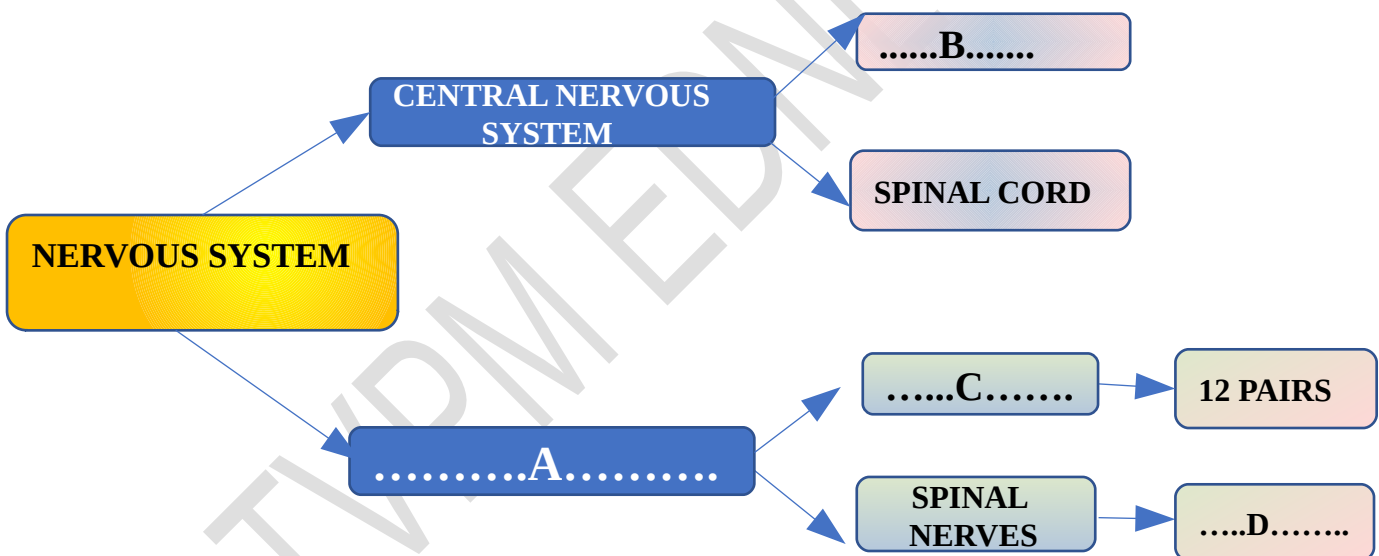 ......B.......
CENTRAL NERVOUS
SYSTEM
SPINAL CORD
NERVOUS SYSTEM
…...C…….
12 PAIRS
……….A……….
SPINAL
NERVES
…..D……..
TVPM EDN